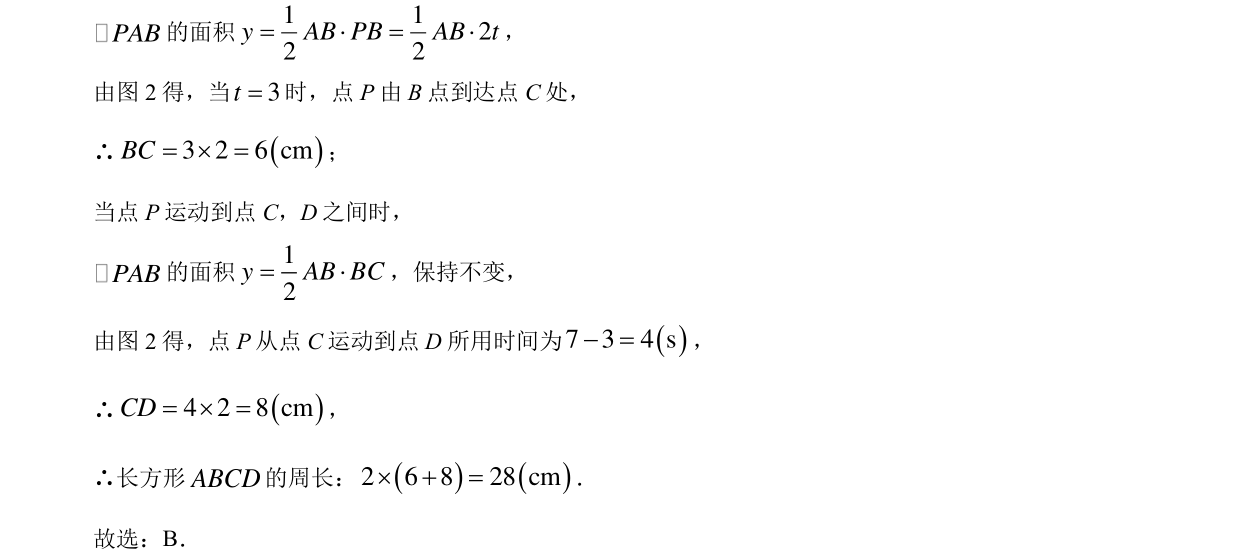 □PAB 的面积 y = \frac{1}{2} AB · PB = \frac{1}{2} AB · 2t，
由图 2 得，当 t = 3 时，点 P 由 B 点到达点 C 处，
∴ BC = 3×2 = 6(cm)；
当点 P 运动到点 C，D 之间时，
□PAB 的面积 y = \frac{1}{2} AB · BC，保持不变，
由图 2 得，点 P 从点 C 运动到点 D 所用时间为 7−3 = 4(s)，
∴ CD = 4×2 = 8(cm)，
∴长方形 ABCD 的周长：2×(6+8) = 28(cm)．
故选：B．